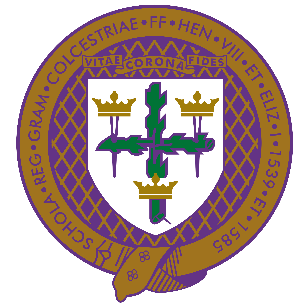 SCHOLA·REG·GRAM·COLCESTRIAE·FF·HEN·VIII·ET·ELIZ·I·1539·ET·1585
VITAE CORONA FIDES